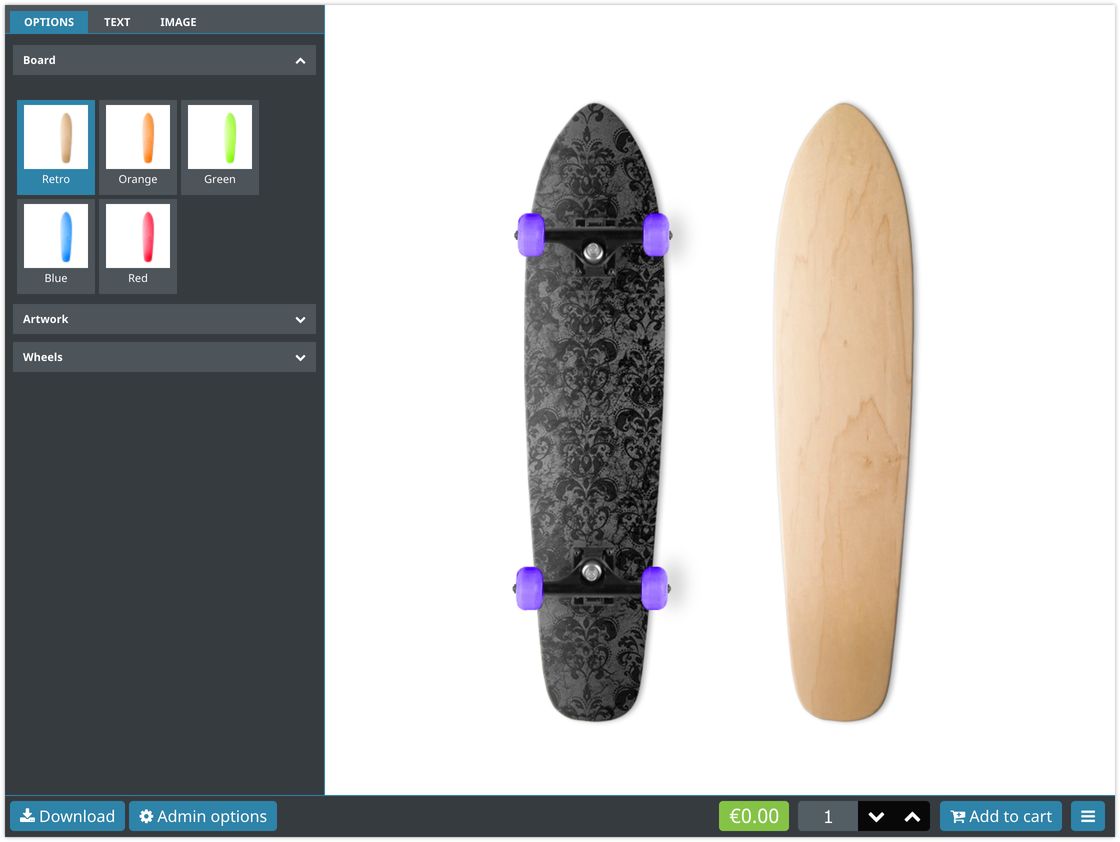 OPTIONS TEXT IMAGE
Board
Retro Orange Green
Blue Red
Artwork
Wheels
Download Admin options €0.00 1 Add to cart